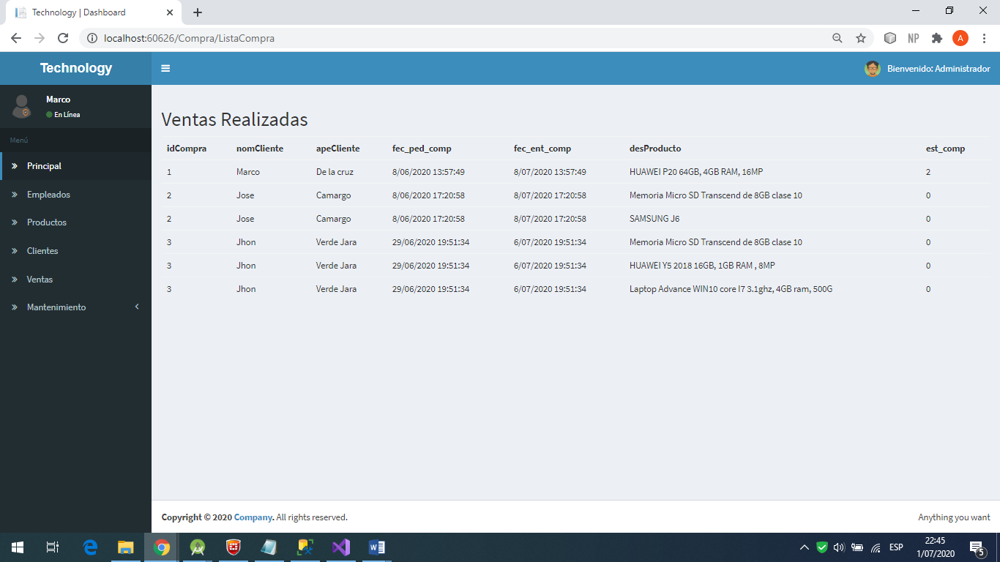 Technology | Dashboard
localhost:60626/Compra/ListaCompra
NP
A
Technology
Bienvenido: Administrador
Marco
En Línea
Menú
Principal
Empleados
Productos
Clientes
Ventas
Mantenimiento
Ventas Realizadas
idCompra nomCliente apeCliente fec_ped_comp fec_ent_comp desProducto est_comp
1 Marco De la cruz 8/06/2020 13:57:49 8/07/2020 13:57:49 HUAWEI P20 64GB, 4GB RAM, 16MP 2
2 Jose Camargo 8/06/2020 17:20:58 8/07/2020 17:20:58 Memoria Micro SD Transcend de 8GB clase 10 0
2 Jose Camargo 8/06/2020 17:20:58 8/07/2020 17:20:58 SAMSUNG J6 0
3 Jhon Verde Jara 29/06/2020 19:51:34 6/07/2020 19:51:34 Memoria Micro SD Transcend de 8GB clase 10 0
3 Jhon Verde Jara 29/06/2020 19:51:34 6/07/2020 19:51:34 HUAWEI Y5 2018 16GB, 1GB RAM , 8MP 0
3 Jhon Verde Jara 29/06/2020 19:51:34 6/07/2020 19:51:34 Laptop Advance WIN10 core I7 3.1ghz, 4GB ram, 500G 0
Copyright © 2020 Company. All rights reserved.
Anything you want
ESP
22:45
1/07/2020
5